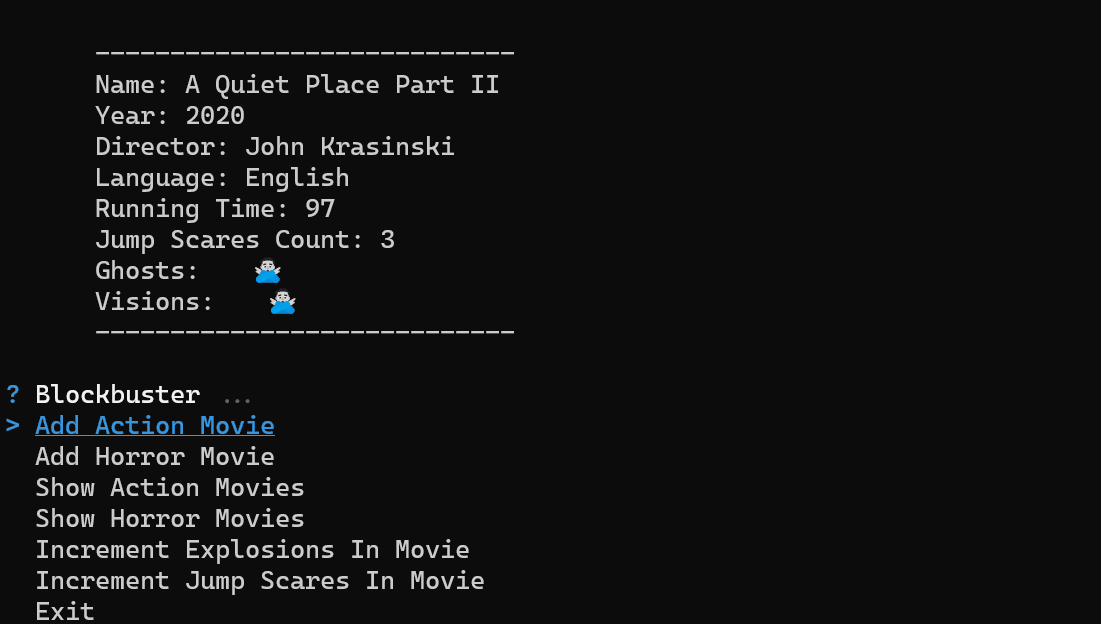 ----------------------------
Name: A Quiet Place Part II
Year: 2020
Director: John Krasinski
Language: English
Running Time: 97
Jump Scares Count: 3
Ghosts: 🙅
Visions: 🙅
----------------------------
? Blockbuster ...
> Add Action Movie
Add Horror Movie
Show Action Movies
Show Horror Movies
Increment Explosions In Movie
Increment Jump Scares In Movie
Exit